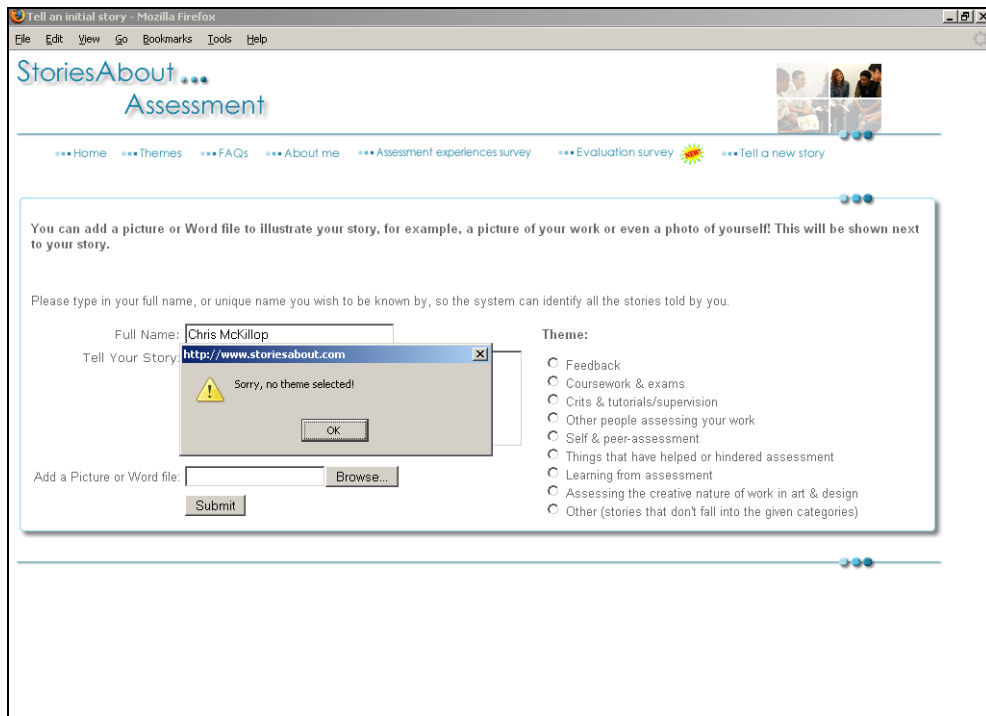 Tell an initial story - Mozilla Firefox
File Edit View Go Bookmarks Tools Help
StoriesAbout...
Assessment
Home Themes FAQs About me Assessment experiences survey Evaluation survey NEW! Tell a new story
You can add a picture or Word file to illustrate your story, for example, a picture of your work or even a photo of yourself! This will be shown next
to your story.
Please type in your full name, or unique name you wish to be known by, so the system can identify all the stories told by you.
Full Name: Chris McKillop
Tell Your Story:
http://www.storiesabout.com
Sorry, no theme selected!
OK
Add a Picture or Word file: Browse...
Submit
Theme:
Feedback
Coursework & exams
Crits & tutorials/supervision
Other people assessing your work
Self & peer-assessment
Things that have helped or hindered assessment
Learning from assessment
Assessing the creative nature of work in art & design
Other (stories that don't fall into the given categories)